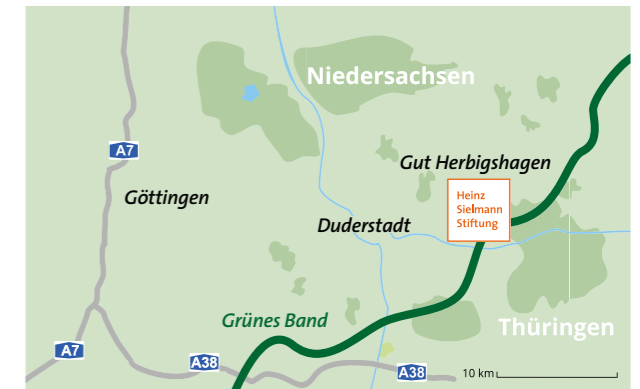 Niedersachsen
A7
Gut Herbigshagen
Göttingen
Heinz
Sielmann
Stiftung
Duderstadt
Grünes Band
Thüringen
A7
A38
A38
10 km